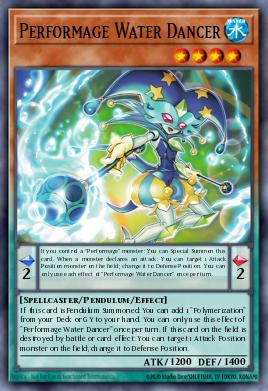 PERFORMAGE WATER DANCER
WATER
水
If you control a "Performage" monster: You can Special Summon this
card. When a monster declares an attack: You can target 1 Attack
Position monster on the field; change it to Defense Position. You can
only use each effect of "Performage Water Dancer" once per turn.
2
2
[SPELLCASTER/PENDULUM/EFFECT]
If this card is Pendulum Summoned: You can add 1 "Polymerization"
from your Deck or GY to your hand. You can only use this effect of
"Performage Water Dancer" once per turn. If this card on the field is
destroyed by battle or card effect: You can target 1 Attack Position
monster on the field; change it to Defense Position.
ATK/1200 DEF/1400